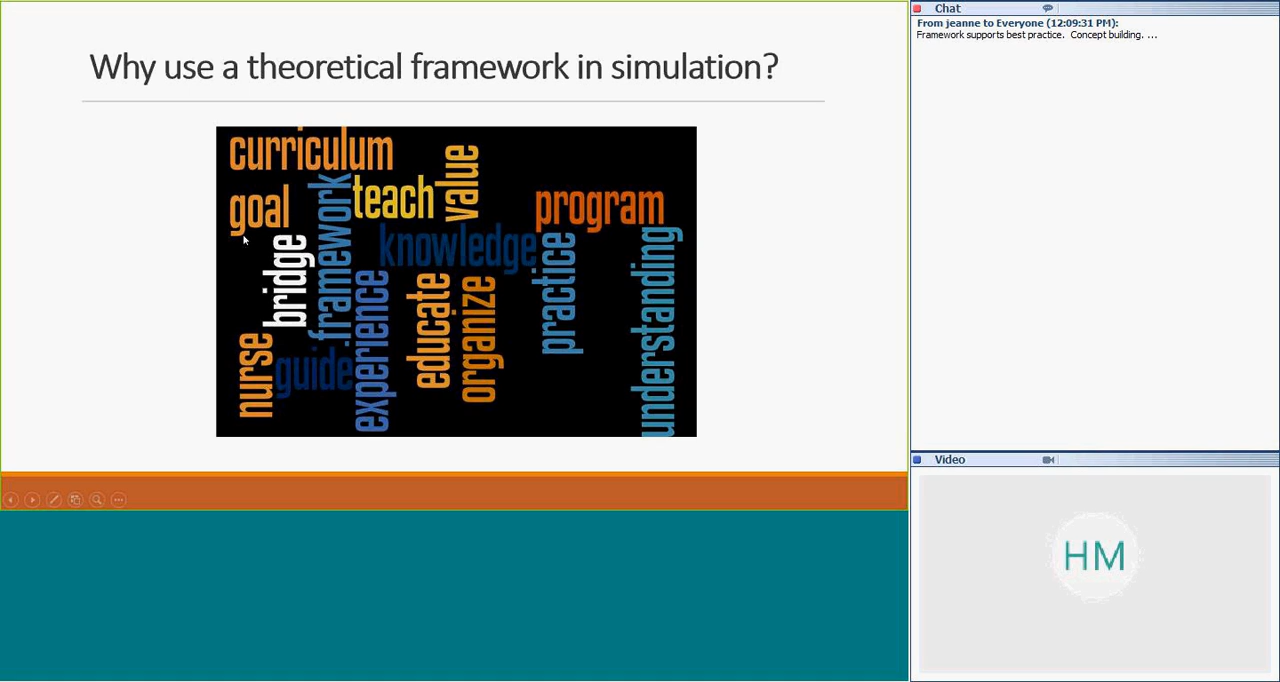 Why use a theoretical framework in simulation?
curriculum
goal
framework
teach
value
program
bridge
knowledge
practice
understanding
nurse
guide
experience
educate
organize
Chat
From jeanne to Everyone (12:09:31 PM):
Framework supports best practice.  Concept building. ...
Video
HM